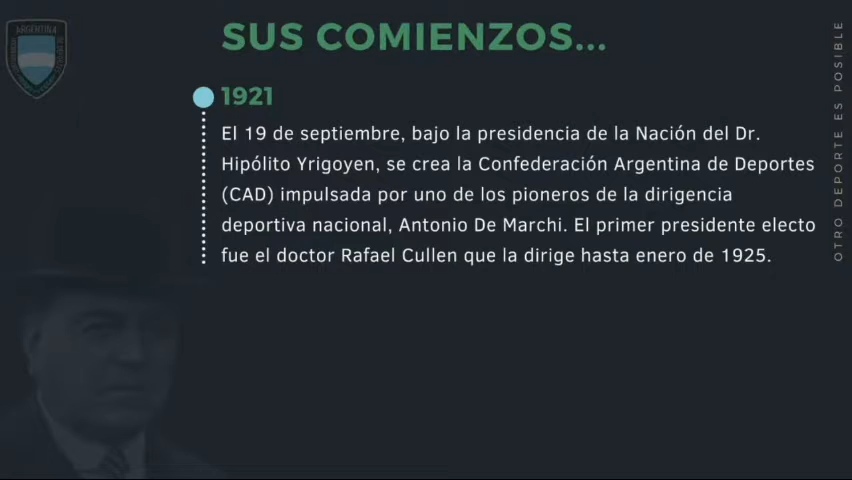 SUS COMIENZOS...
ARGENTINA
1921
El 19 de septiembre, bajo la presidencia de la Nación del Dr.
Hipólito Yrigoyen, se crea la Confederación Argentina de Deportes
(CAD) impulsada por uno de los pioneros de la dirigencia
deportiva nacional, Antonio De Marchi. El primer presidente electo
fue el doctor Rafael Cullen que la dirige hasta enero de 1925.
OTRO DEPORTE ES POSIBLE